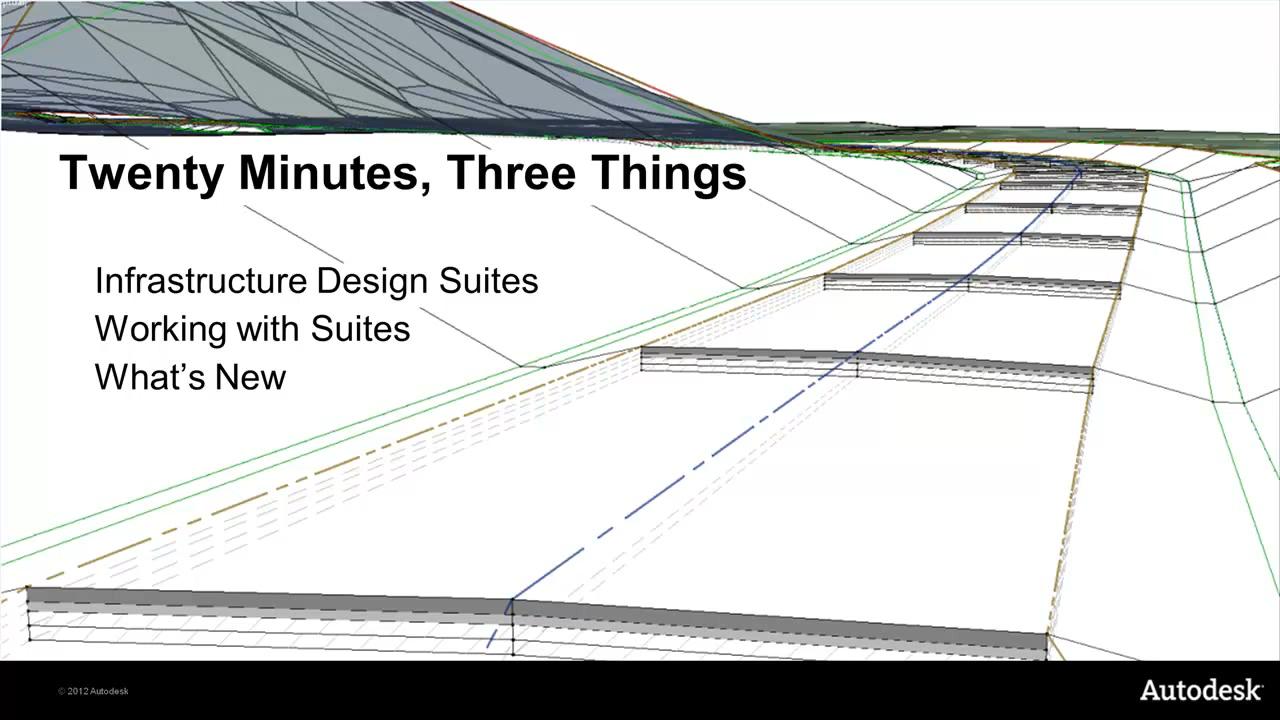 Twenty Minutes, Three Things
Infrastructure Design Suites
Working with Suites
What’s New
© 2012 Autodesk
Autodesk